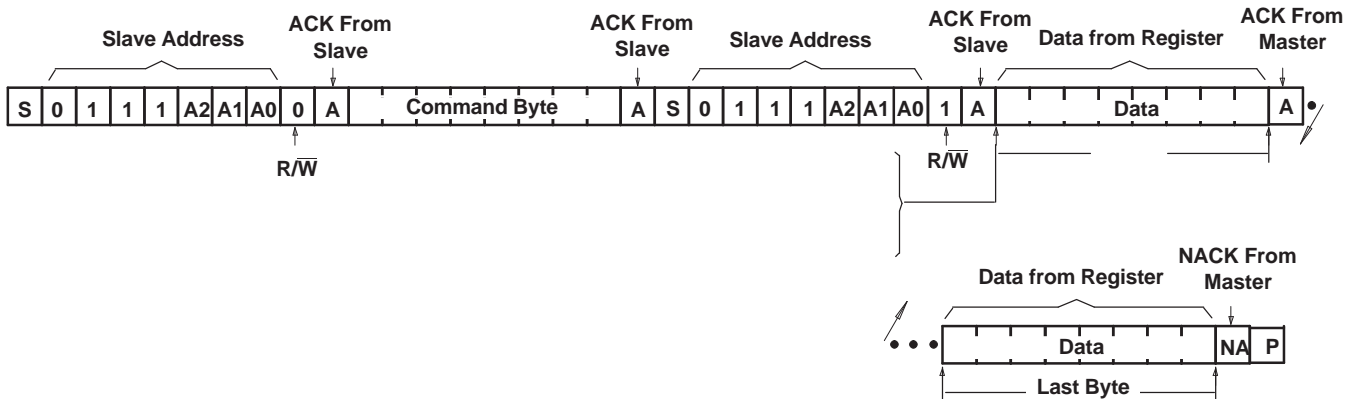 ACK From
Slave
ACK From
Slave
ACK From
Slave
ACK From
Master
Slave Address
Slave Address
Data from Register
S 0 1 1 1 A2 A1 A0 0 A Command Byte A S 0 1 1 1 A2 A1 A0 1 A Data A
R/W̅
R/W̅
Data from Register
NACK From
Master
Data NA P
Last Byte